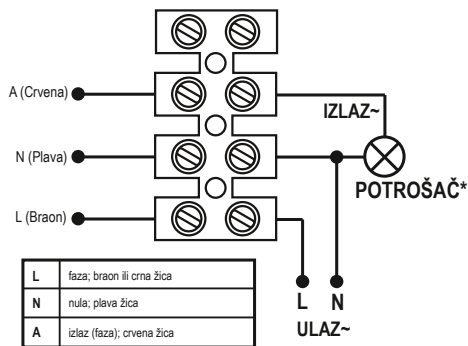 A (Crvena)
IZLAZ~
N (Plava)
POTROŠAČ*
L (Braon)
L faza; braon ili crna žica
N nula; plava žica
A izlaz (faza); crvena žica
L N
ULAZ~